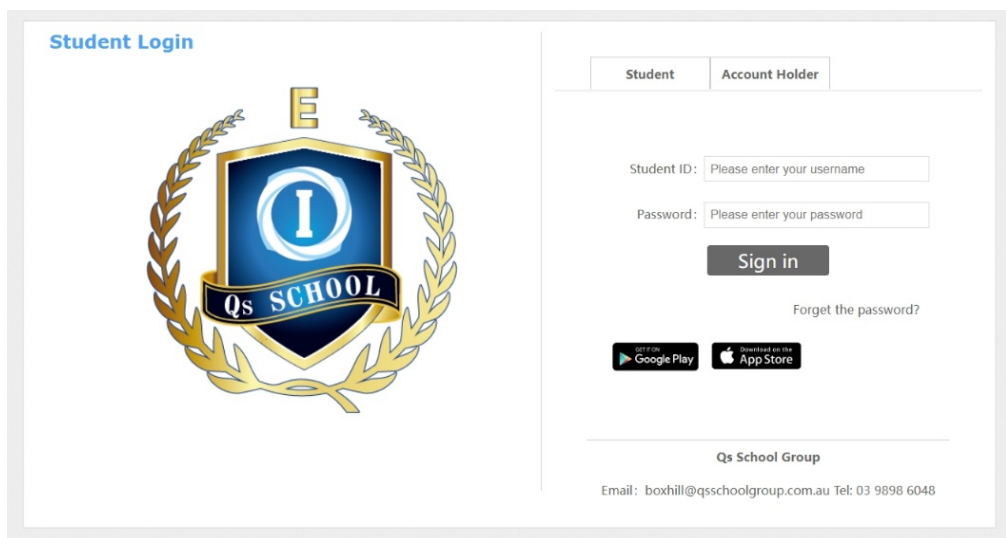 Student Login
E
I
Qs SCHOOL
Student
Account Holder
Student ID:
Please enter your username
Password:
Please enter your password
Sign in
Forget the password?
GET IT ON
Google Play
Download on the
App Store
Qs School Group
Email: boxhill@qsschoolgroup.com.au Tel: 03 9898 6048